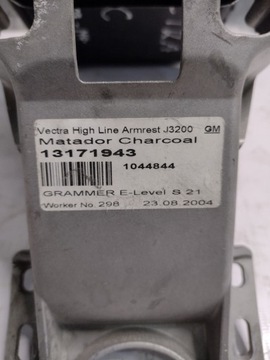 Vectra High Line Armrest J3200 GM
Matador Charcoal
13171943
1044844
GRAMMER E-Level S 21
Worker No. 298 23.08.2004